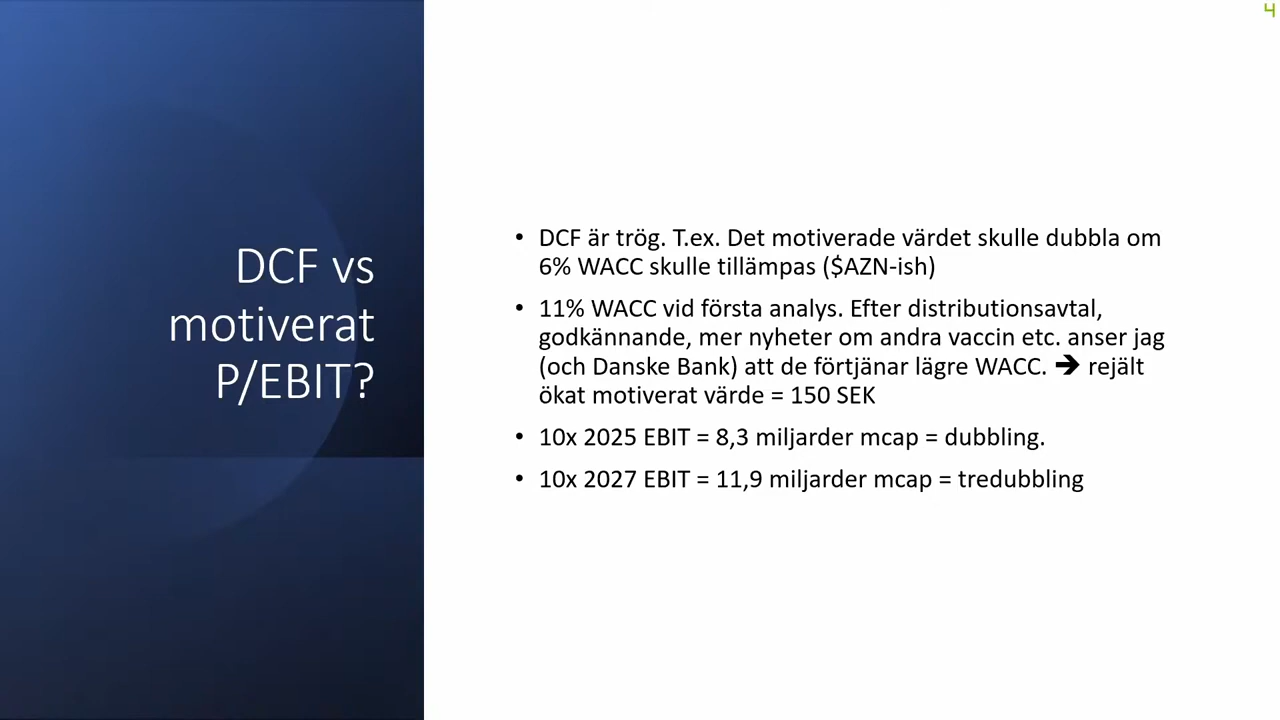 4
DCF vs
motiverat
P/EBIT?
• DCF är trög. T.ex. Det motiverade värdet skulle dubbla om
6% WACC skulle tillämpas ($AZN-ish)
• 11% WACC vid första analys. Efter distributionsavtal,
godkännande, mer nyheter om andra vaccin etc. anser jag
(och Danske Bank) att de förtjänar lägre WACC. 🡪 rejält
ökat motiverat värde = 150 SEK
• 10x 2025 EBIT = 8,3 miljarder mcap = dubbling.
• 10x 2027 EBIT = 11,9 miljarder mcap = tredubbling